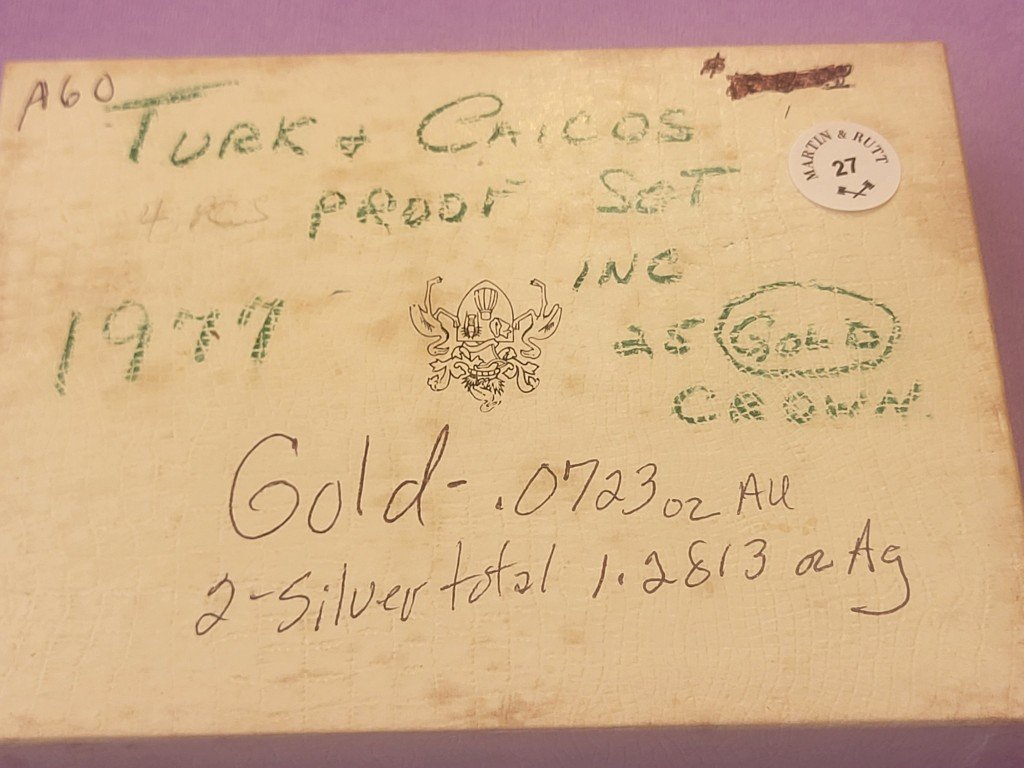 A60
TURK & CAICOS
4 PCS PROOF SET
MARTIN & RUTT
27
INC
1977
25 GOLD
CROWN
Gold - .0723 oz AU
2 - Silver total 1.2813 oz Ag